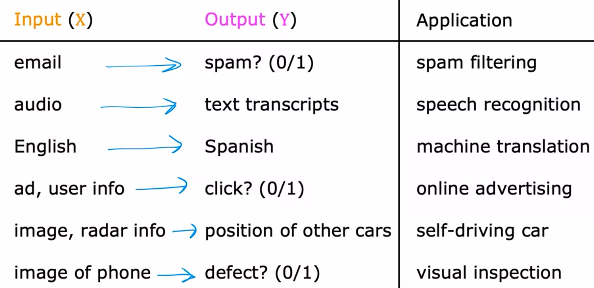 Input (X) Output (Y) Application
email spam? (0/1) spam filtering
audio text transcripts speech recognition
English Spanish machine translation
ad, user info click? (0/1) online advertising
image, radar info position of other cars self-driving car
image of phone defect? (0/1) visual inspection